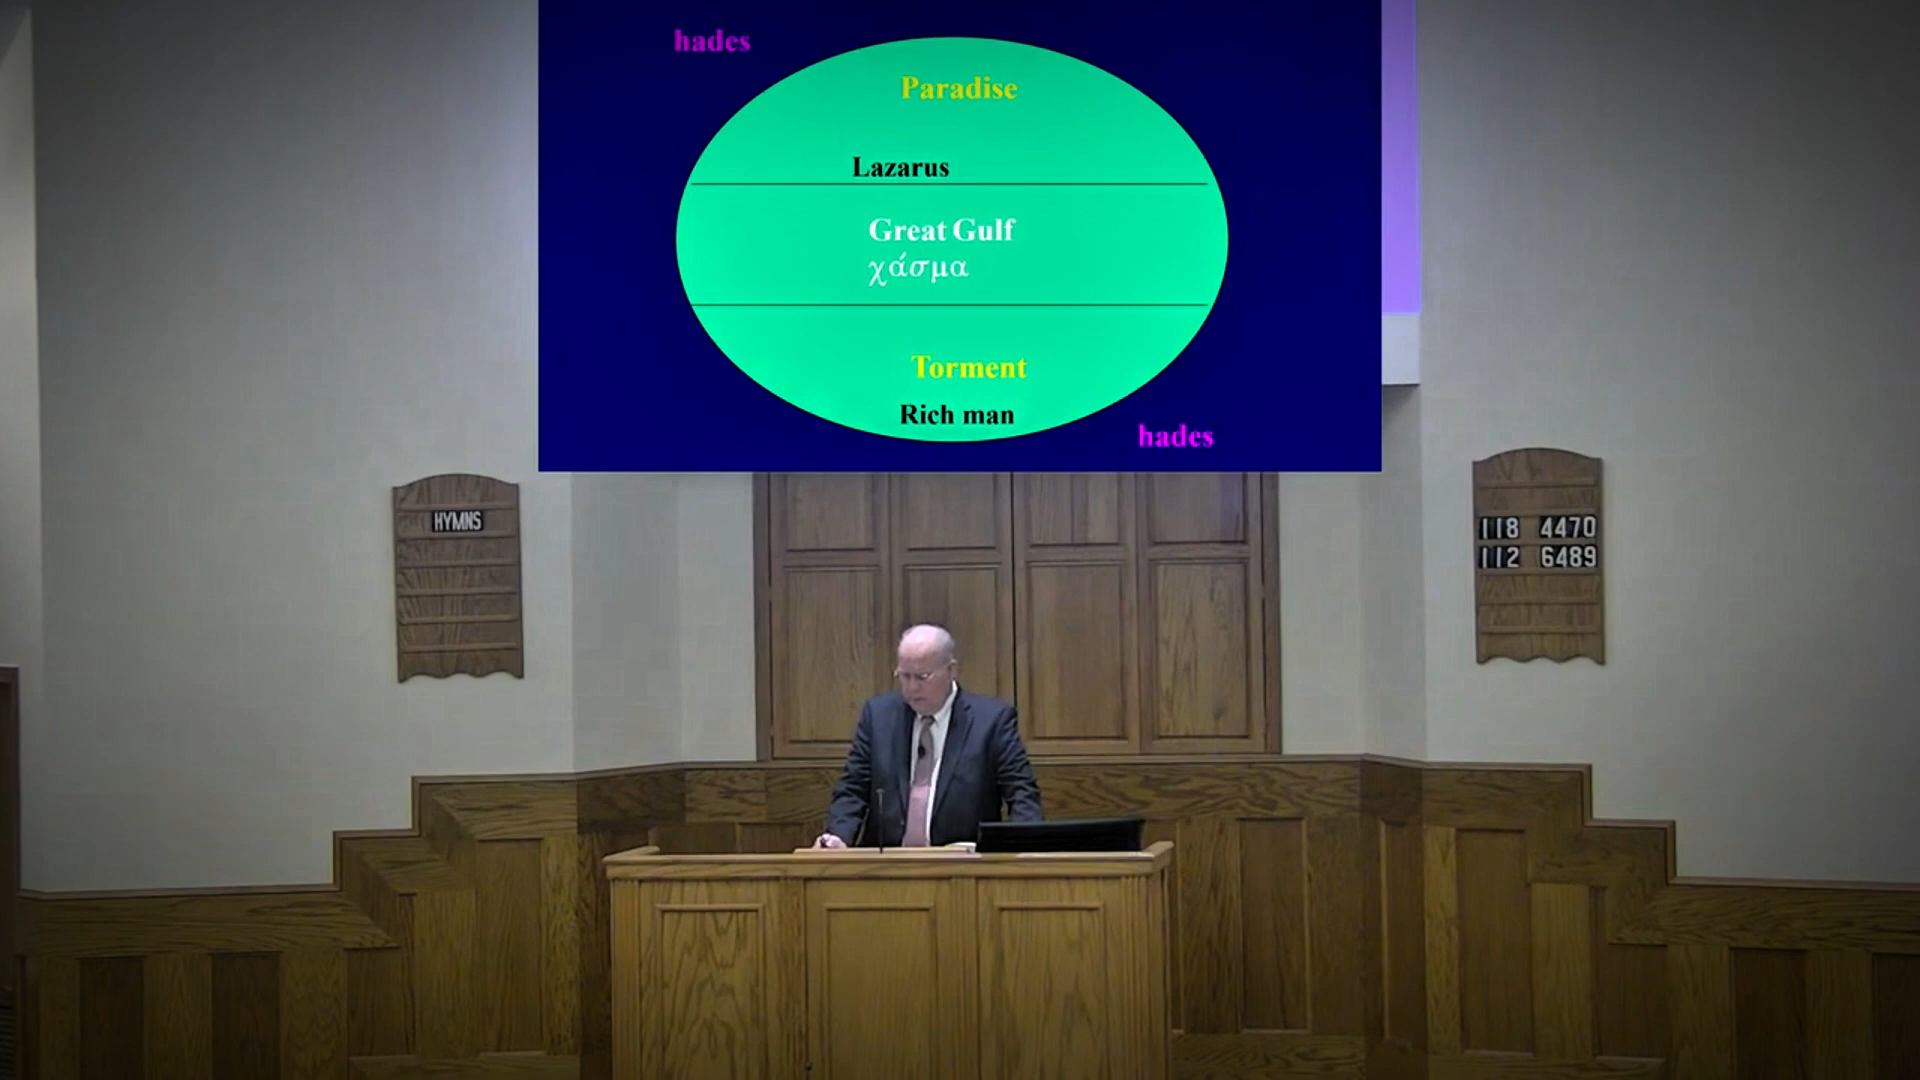 hades
Paradise
Lazarus
Great Gulf
χάσμα
Torment
Rich man
hades
HYMNS
118 4470
112 6489